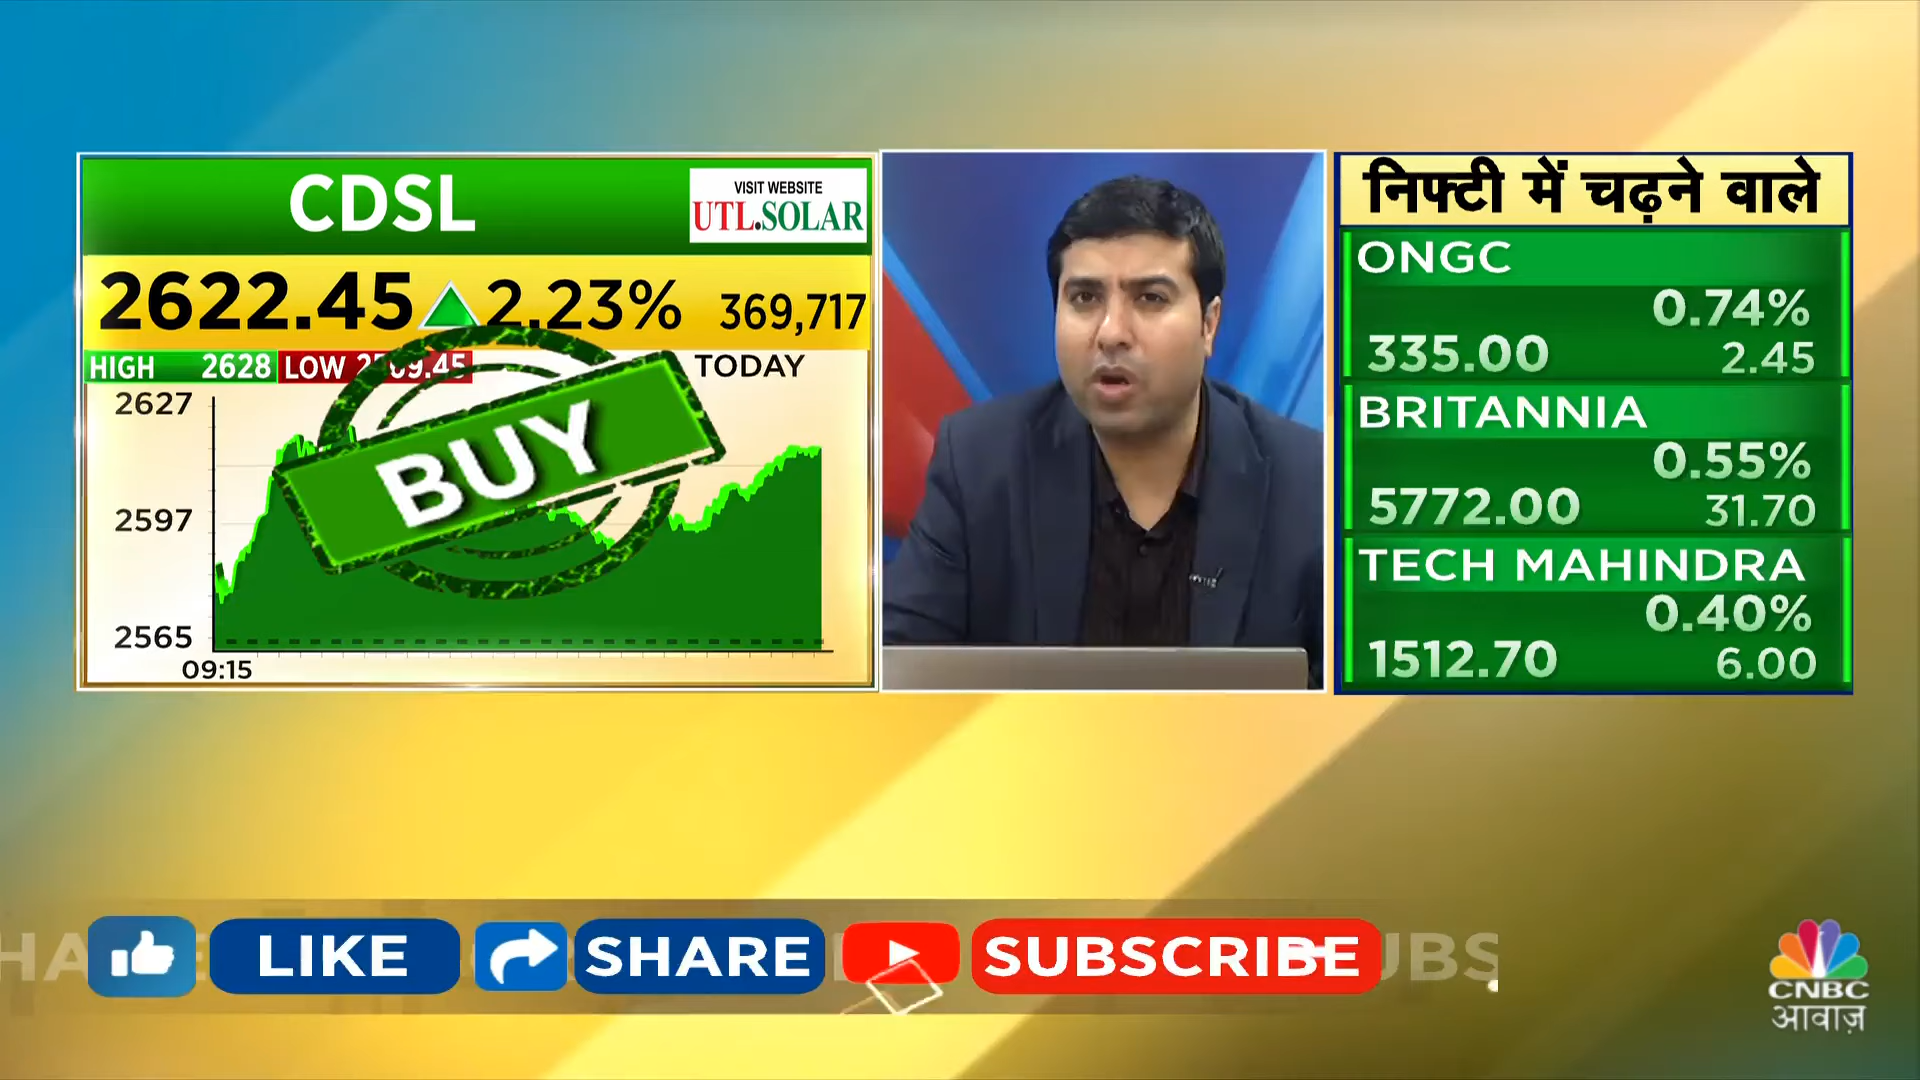 CDSL
VISIT WEBSITE
UTL.SOLAR
2622.45 2.23% 369,717
HIGH 2628 LOW
TODAY
2627
2597
2565
09:15
BUY
निफ्टी में चढ़ने वाले
ONGC
0.74%
335.00 2.45
BRITANNIA
0.55%
5772.00 31.70
TECH MAHINDRA
0.40%
1512.70 6.00
LIKE SHARE SUBSCRIBE
CNBC
आवाज़